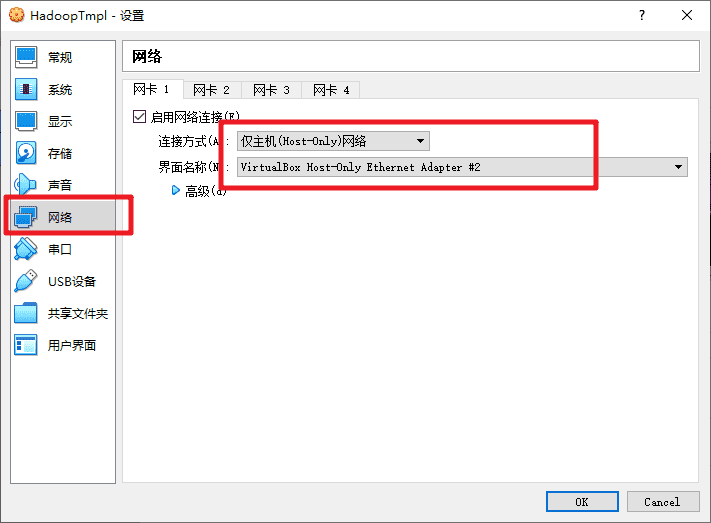 HadoopTmpl - 设置
常规
系统
显示
存储
声音
网络
串口
USB设备
共享文件夹
用户界面
网络
网卡 1 网卡 2 网卡 3 网卡 4
启用网络连接(E)
连接方式(A): 仅主机(Host-Only)网络
界面名称(N): VirtualBox Host-Only Ethernet Adapter #2
高级(d)
OK Cancel